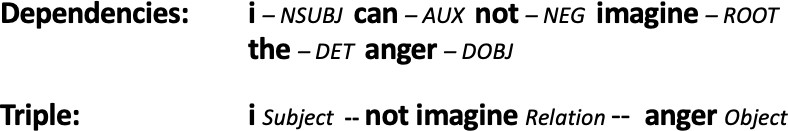 Dependencies: i – NSUBJ can – AUX not – NEG imagine – ROOT
the – DET anger – DOBJ
Triple: i Subject -- not imagine Relation -- anger Object